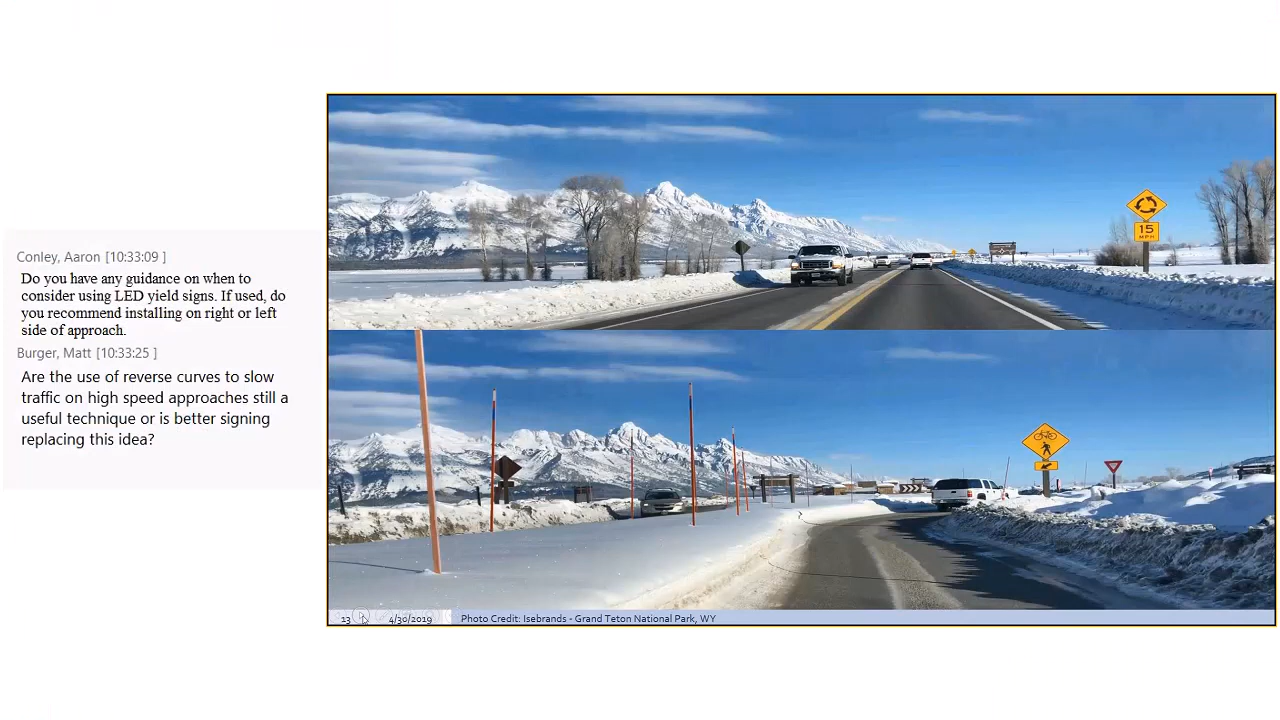 Conley, Aaron [10:33:09 ]
Do you have any guidance on when to
consider using LED yield signs. If used, do
you recommend installing on right or left
side of approach.
Burger, Matt [10:33:25 ]
Are the use of reverse curves to slow
traffic on high speed approaches still a
useful technique or is better signing
replacing this idea?
15
MPH
13 4/30/2019 Photo Credit: Isebrands - Grand Teton National Park, WY